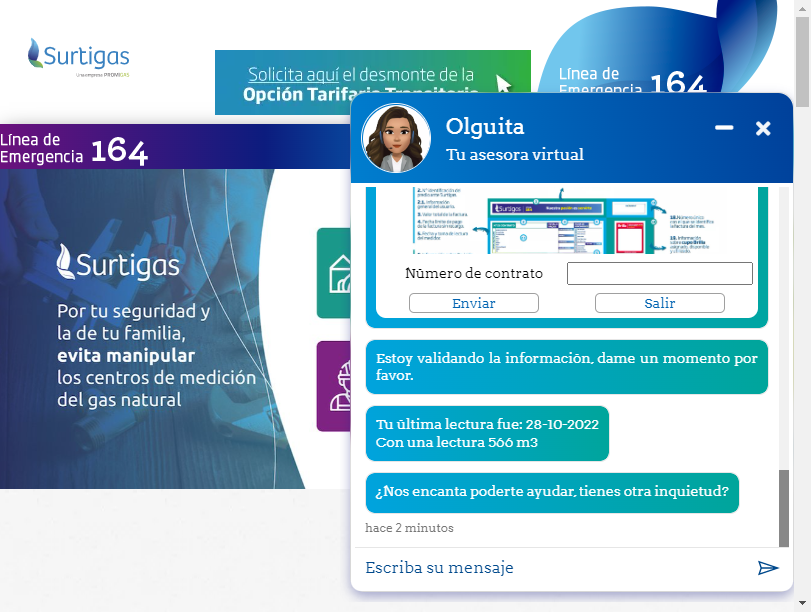 Surtigas
Una empresa PROMIGAS
Solicita aquí el desmonte de la
Opción Tarifaria Transitoria
Línea de
Emergencia 164
Línea de
Emergencia 164
Surtigas
Por tu seguridad y
la de tu familia,
evita manipular
los centros de medición
del gas natural
Olguita
Tu asesora virtual
Surtigas
Número de contrato
Enviar
Salir
Estoy validando la información, dame un momento por
favor.
Tu última lectura fue: 28-10-2022
Con una lectura 566 m3
¿Nos encanta poderte ayudar, tienes otra inquietud?
hace 2 minutos
Escriba su mensaje